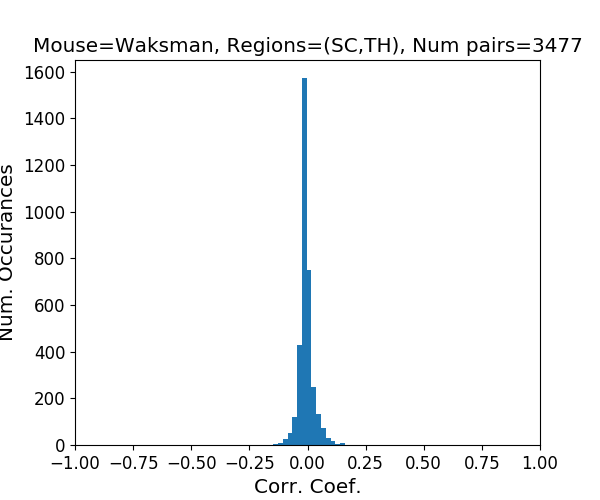 Mouse=Waksman, Regions=(SC,TH), Num pairs=3477
1600
1400
1200
1000
800
600
400
200
0
Num. Occurances
−1.00 −0.75 −0.50 −0.25 0.00 0.25 0.50 0.75 1.00
Corr. Coef.